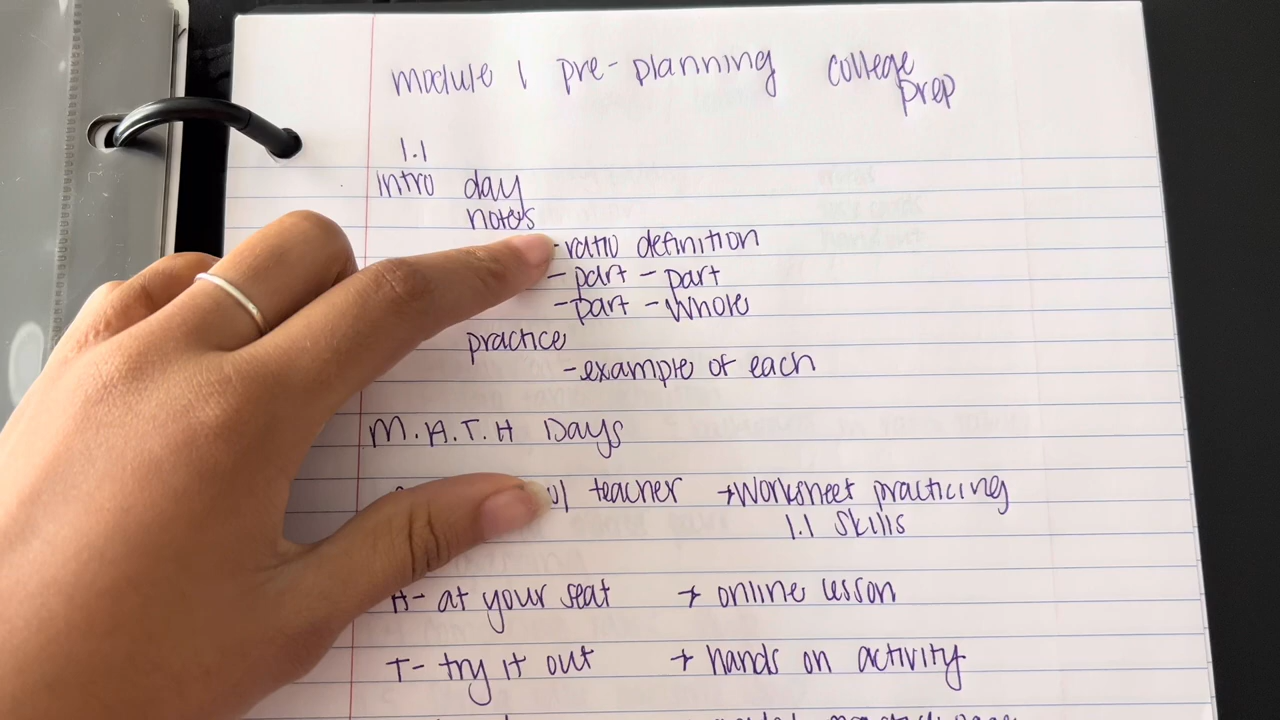 module 1 pre-planning college prep
1.1
Intro day
notes
-ratio definition
- part - part
- part - whole
practice
- example of each
M.A.T.H Days
w/ teacher → worksheet practicing
1.1 skills
A- at your seat → online lesson
T- try it out → hands on activity